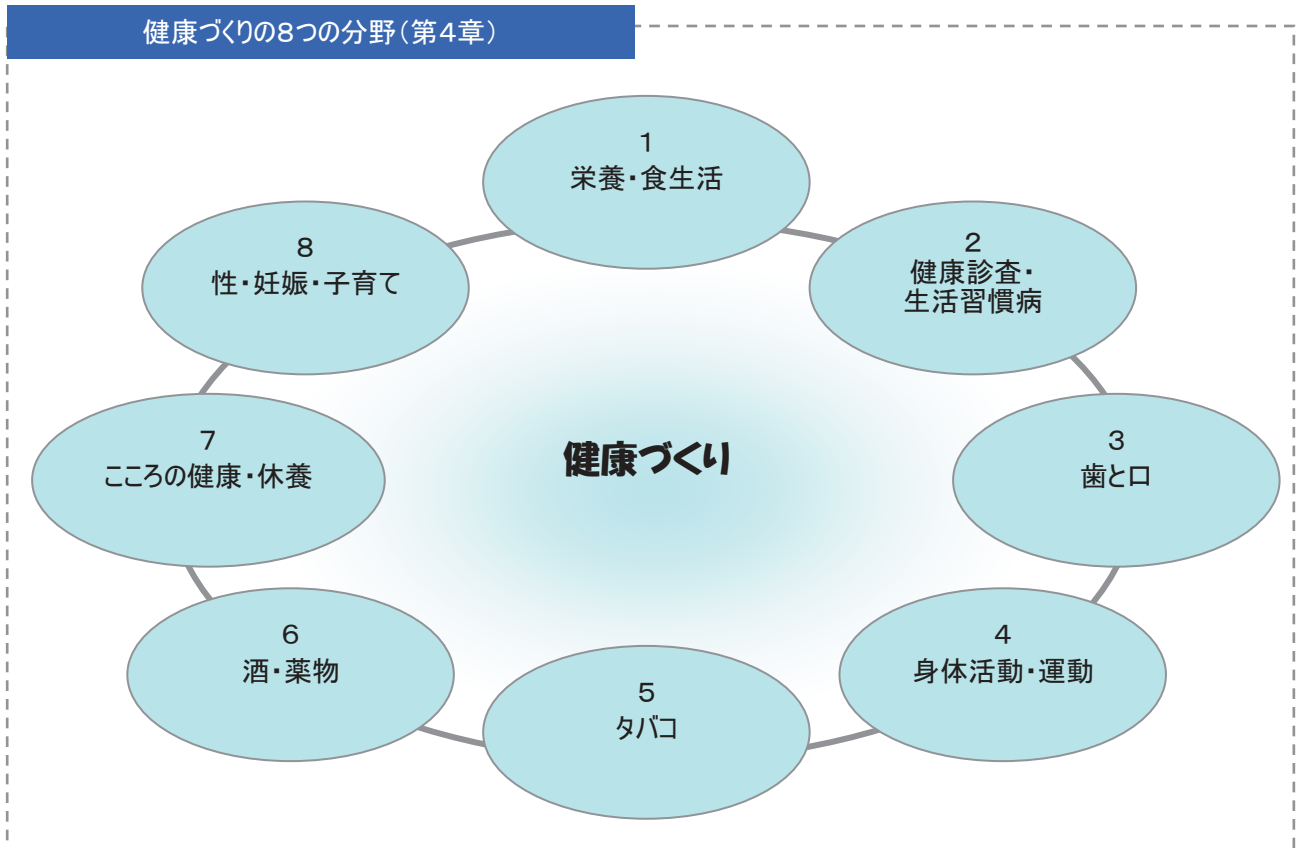 健康づくりの8つの分野(第4章)
1
栄養・食生活
2
健康診査・
生活習慣病
3
歯と口
4
身体活動・運動
5
タバコ
6
酒・薬物
7
こころの健康・休養
8
性・妊娠・子育て
健康づくり